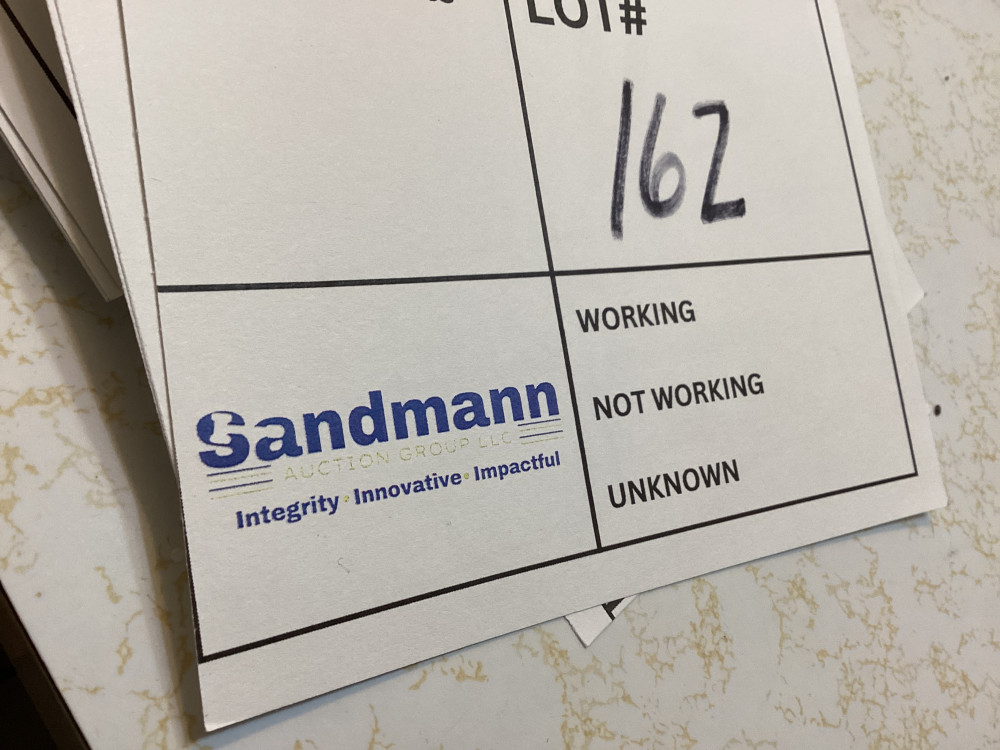 LOT#
162
WORKING
NOT WORKING
UNKNOWN
Sandmann
AUCTION GROUP LLC
Integrity · Innovative · Impactful